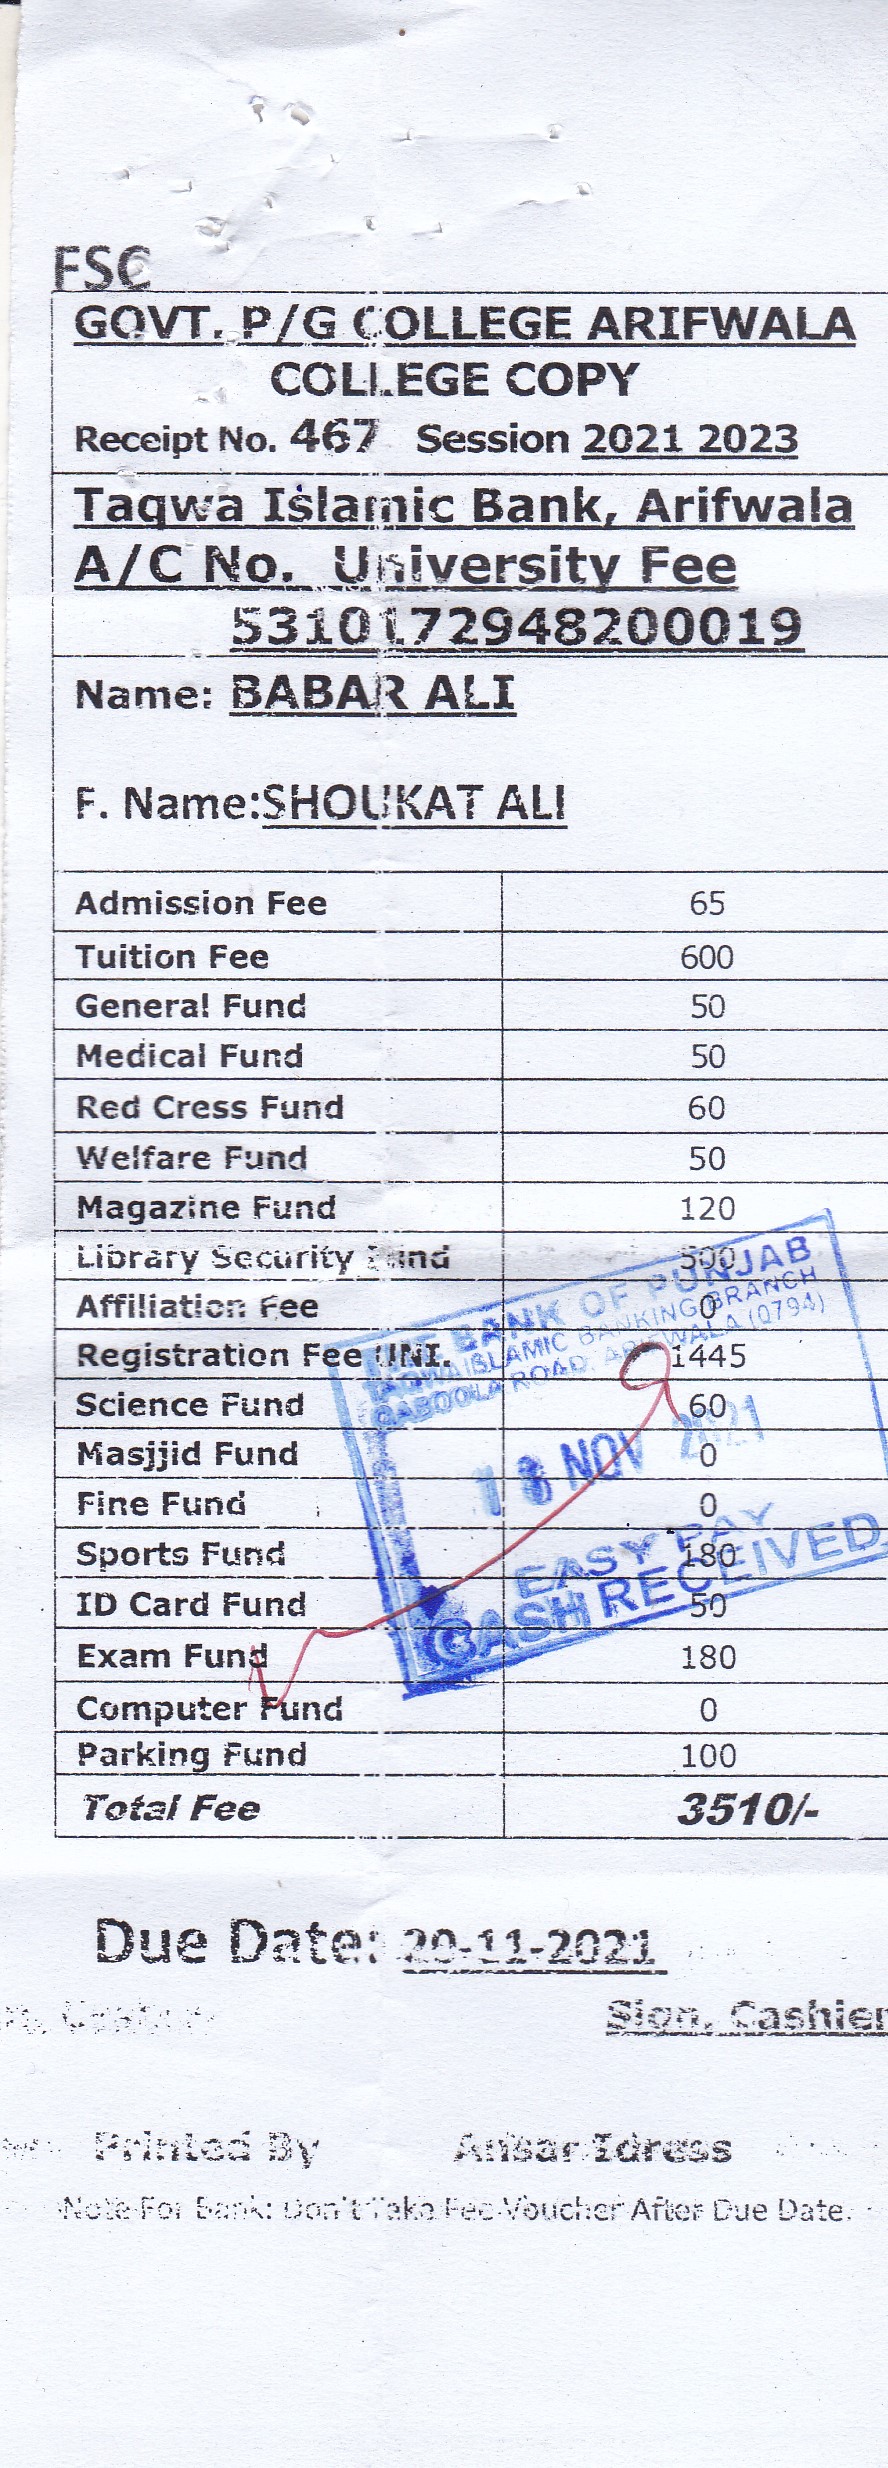 FSC
GOVT. P/G COLLEGE ARIFWALA
COLLEGE COPY
Receipt No. 467 Session 2021 2023
Taqwa Islamic Bank, Arifwala
A/C No. University Fee
5310172948200019
Name: BABAR ALI
F. Name:SHOUKAT ALI
Admission Fee 65
Tuition Fee 600
General Fund 50
Medical Fund 50
Red Cress Fund 60
Welfare Fund 50
Magazine Fund 120
Library Security Fund 500
Affiliation Fee 0
Registration Fee UNI. 1445
Science Fund 60
Masjjid Fund 0
Fine Fund 0
Sports Fund 180
ID Card Fund 50
Exam Fund 180
Computer Fund 0
Parking Fund 100
Total Fee 3510/-
THE BANK OF PUNJAB
TAQWA ISLAMIC BANKING BRANCH
QABOOLA ROAD, ARIFWALA (0794)
NOV 2021
EASY PAY
CASH RECEIVED
Due Date: 20-11-2021
Sign. Cashier
Printed By Ansar Idress
Note For Bank: Don't Take Fee Voucher After Due Date.